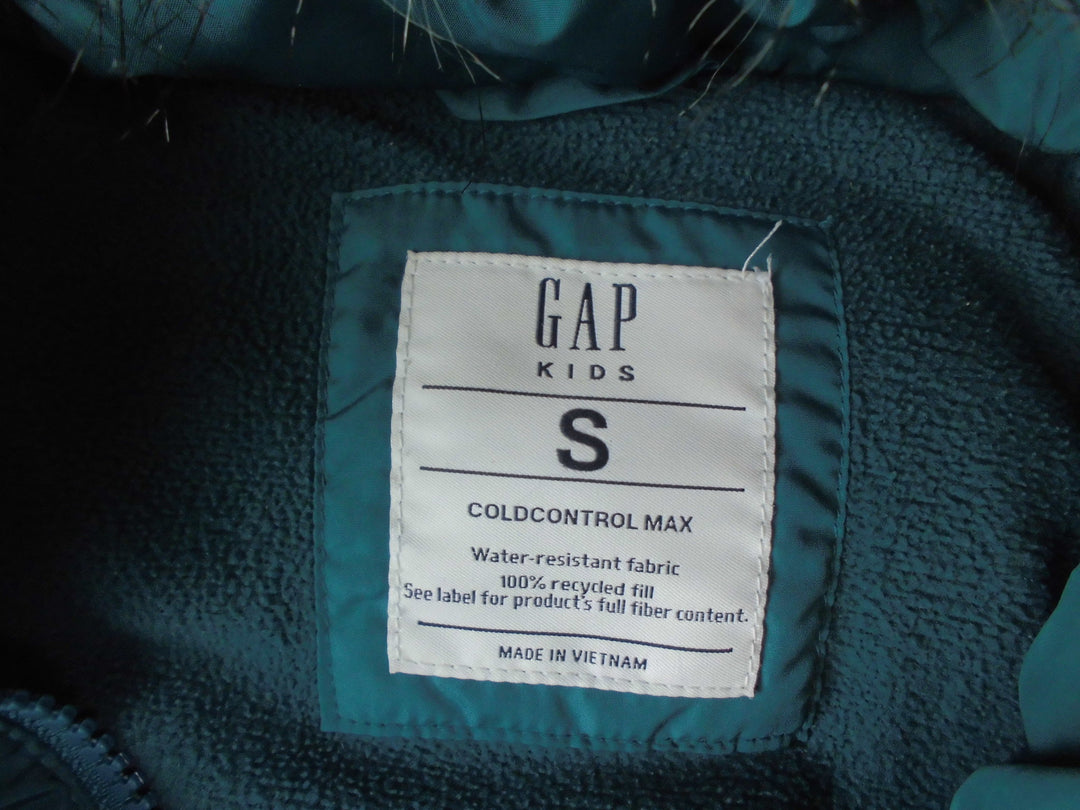 GAP
KIDS
S
COLDCONTROL MAX
Water-resistant fabric
100% recycled fill
See label for product's full fiber content.
MADE IN VIETNAM